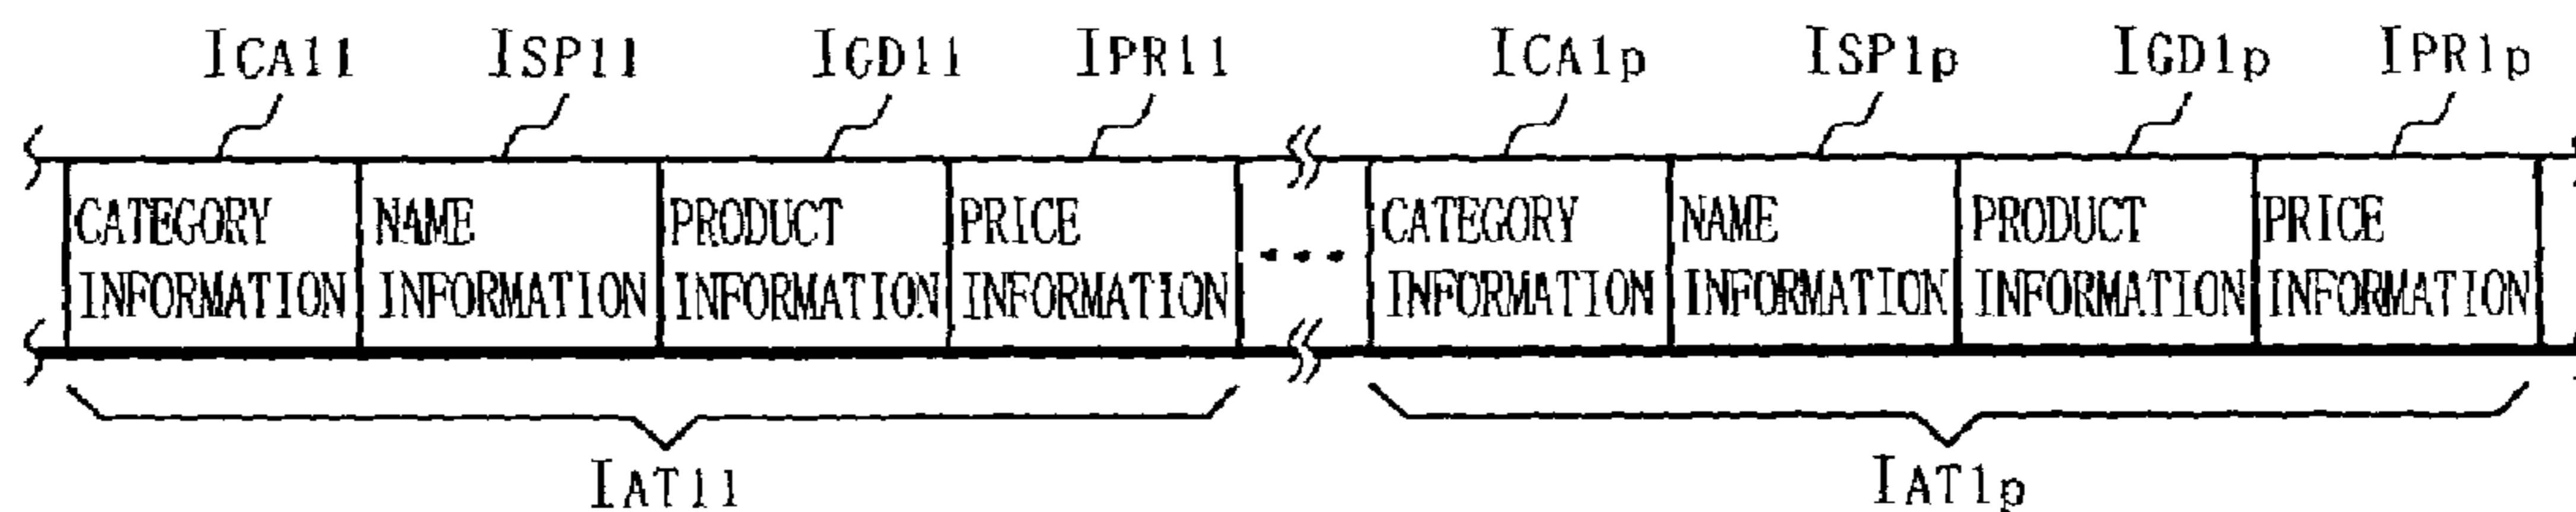 ICA11 ISP11 IGD11 IPR11 ICA1p ISP1p IGD1p IPR1p
CATEGORY NAME PRODUCT PRICE ... CATEGORY NAME PRODUCT PRICE
INFORMATION INFORMATION INFORMATION INFORMATION INFORMATION INFORMATION INFORMATION INFORMATION
IAT11 IAT1p